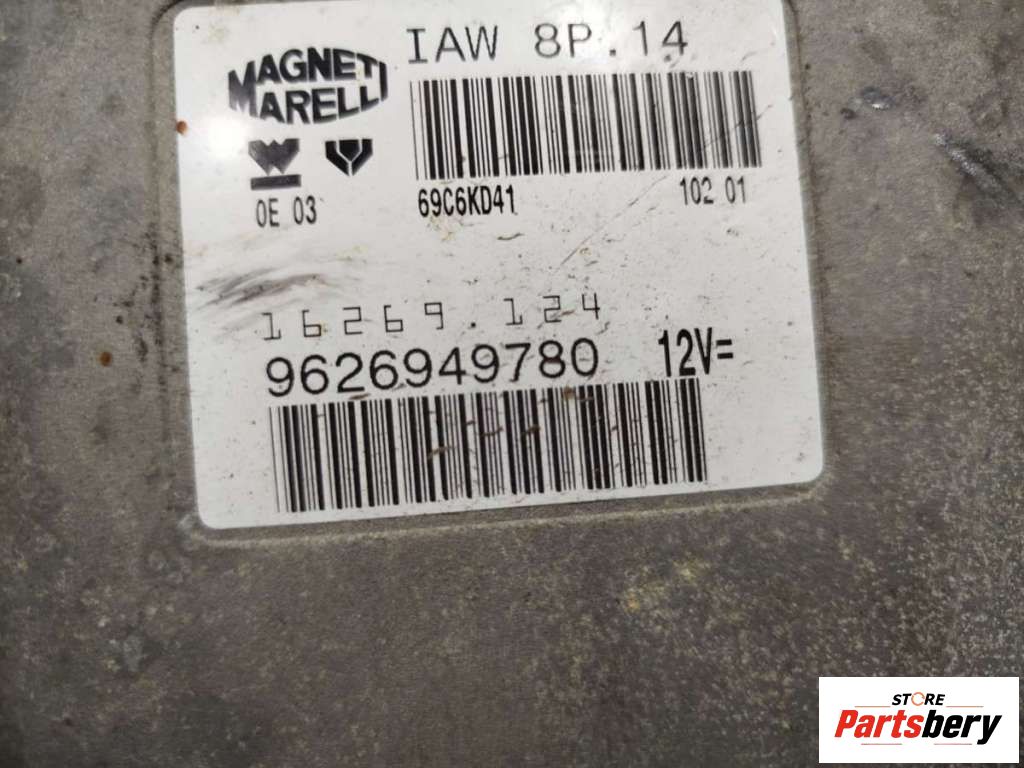 MAGNETI
MARELLI
IAW 8P.14
69C6KD41
102 01
0E 03
16269.124
9626949780
12V=
STORE
Partsbery